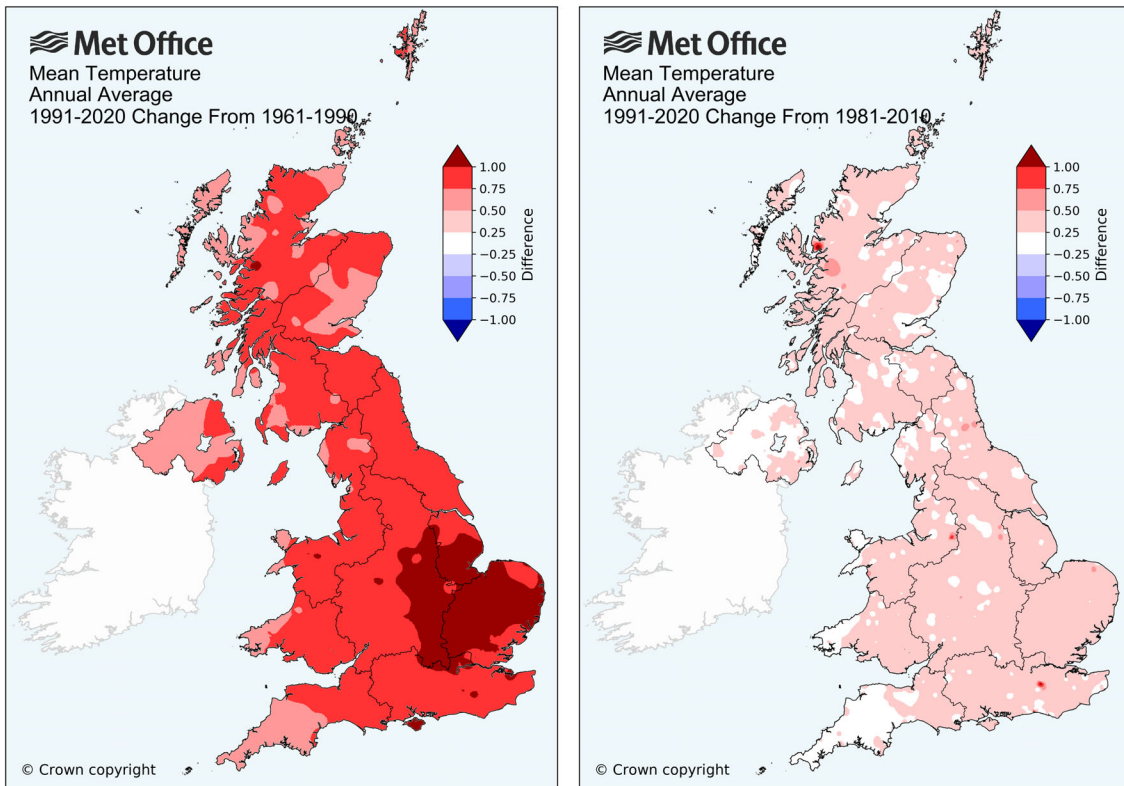 Met Office
Mean Temperature
Annual Average
1991-2020 Change From 1961-1990
1.00
0.75
0.50
0.25
−0.25
−0.50
−0.75
−1.00
Difference
© Crown copyright
Met Office
Mean Temperature
Annual Average
1991-2020 Change From 1981-2010
1.00
0.75
0.50
0.25
−0.25
−0.50
−0.75
−1.00
Difference
© Crown copyright